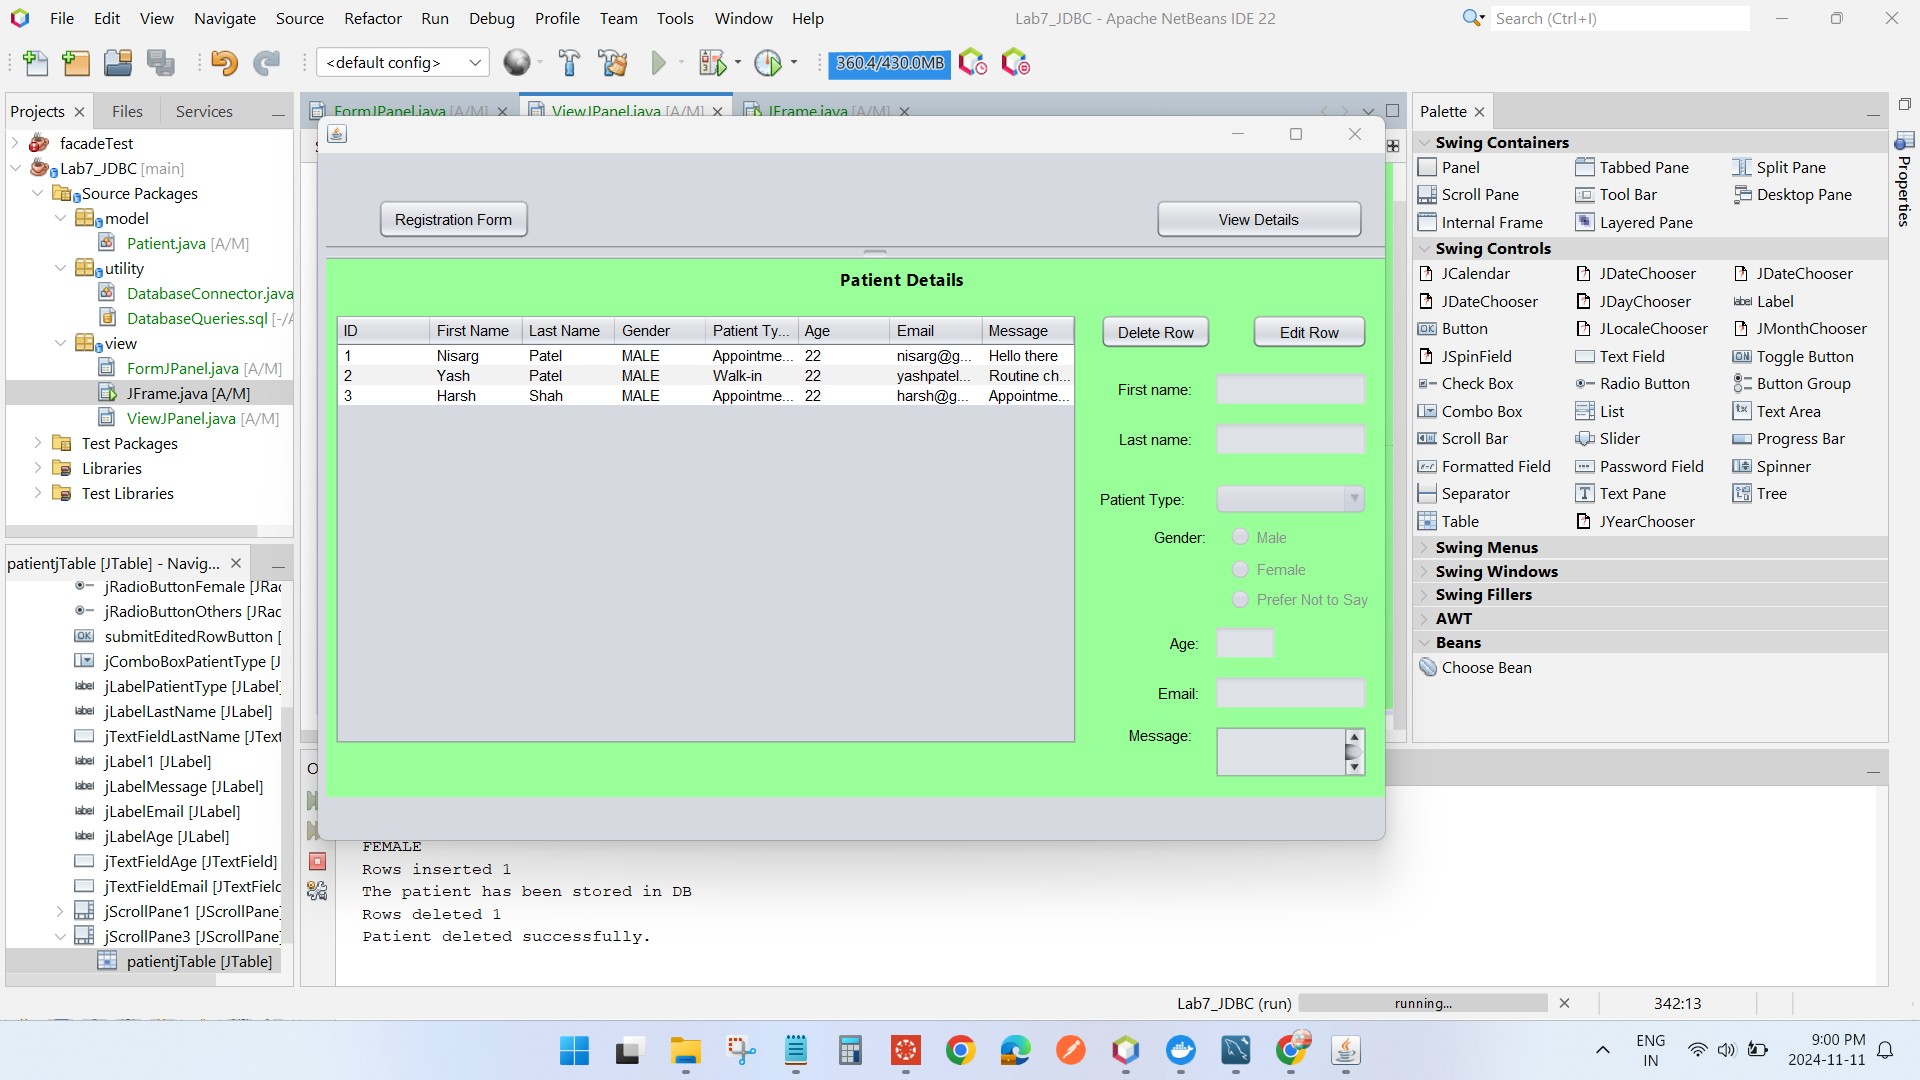 File Edit View Navigate Source Refactor Run Debug Profile Team Tools Window Help
Lab7_JDBC - Apache NetBeans IDE 22
Search (Ctrl+I)
<default config>
360.4/430.0MB
Projects
Files
Services
FormJPanel.java [A/M]
ViewJPanel.java [A/M]
JFrame.java [A/M]
Palette
facadeTest
Lab7_JDBC [main]
Source Packages
model
Patient.java [A/M]
utility
DatabaseConnector.java
DatabaseQueries.sql [-/A
view
FormJPanel.java [A/M]
JFrame.java [A/M]
ViewJPanel.java [A/M]
Test Packages
Libraries
Test Libraries
patientjTable [JTable] - Navig...
jRadioButtonFemale [JRac
jRadioButtonOthers [JRac
submitEditedRowButton [
jComboBoxPatientType [J
jLabelPatientType [JLabel]
jLabelLastName [JLabel]
jTextFieldLastName [JText
jLabel1 [JLabel]
jLabelMessage [JLabel]
jLabelEmail [JLabel]
jLabelAge [JLabel]
jTextFieldAge [JTextField]
jTextFieldEmail [JTextField
jScrollPane1 [JScrollPane]
jScrollPane3 [JScrollPane]
patientjTable [JTable]
Registration Form
View Details
Patient Details
ID First Name Last Name Gender Patient Ty... Age Email Message
1 Nisarg Patel MALE Appointme... 22 nisarg@g... Hello there
2 Yash Patel MALE Walk-in 22 yashpatel... Routine ch...
3 Harsh Shah MALE Appointme... 22 harsh@g... Appointme...
Delete Row
Edit Row
First name:
Last name:
Patient Type:
Gender:
Male
Female
Prefer Not to Say
Age:
Email:
Message:
FEMALE
Rows inserted 1
The patient has been stored in DB
Rows deleted 1
Patient deleted successfully.
Swing Containers
Panel Tabbed Pane Split Pane
Scroll Pane Tool Bar Desktop Pane
Internal Frame Layered Pane
Swing Controls
JCalendar JDateChooser JDateChooser
JDateChooser JDayChooser Label
Button JLocaleChooser JMonthChooser
JSpinField Text Field Toggle Button
Check Box Radio Button Button Group
Combo Box List Text Area
Scroll Bar Slider Progress Bar
Formatted Field Password Field Spinner
Separator Text Pane Tree
Table JYearChooser
Swing Menus
Swing Windows
Swing Fillers
AWT
Beans
Choose Bean
Properties
Lab7_JDBC (run)
running...
342:13
ENG
IN
9:00 PM
2024-11-11